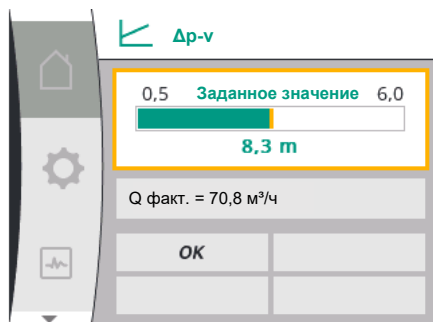 Δp-v
0,5 Заданное значение 6,0
8,3 m
Q факт. = 70,8 м³/ч
OK